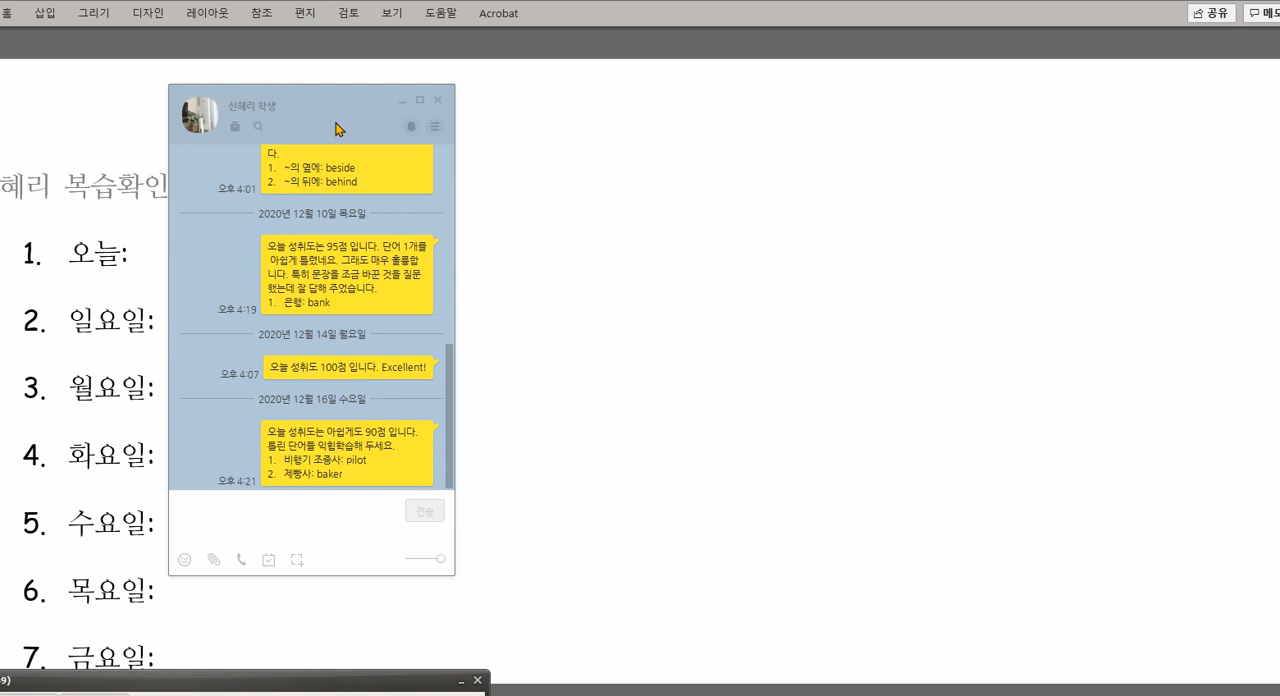 홈 삽입 그리기 디자인 레이아웃 참조 편지 검토 보기 도움말 Acrobat 공유 메모
신혜리 학생
다.
1. ~의 옆에: beside
2. ~의 뒤에: behind
오후 4:01
2020년 12월 10일 목요일
오늘 성취도는 95점 입니다. 단어 1개를
아쉽게 틀렸네요. 그래도 매우 훌륭합
니다. 특히 문장을 조금 바꾼 것을 질문
했는데 잘 답해 주었습니다.
1. 은행: bank
오후 4:19
2020년 12월 14일 월요일
오늘 성취도 100점 입니다. Excellent!
오후 4:07
2020년 12월 16일 수요일
오늘 성취도는 아쉽게도 90점 입니다.
틀린 단어들 익힘학습해 두세요.
1. 비행기 조종사: pilot
2. 제빵사: baker
오후 4:21
전송
혜리 복습확인
1. 오늘:
2. 일요일:
3. 월요일:
4. 화요일:
5. 수요일:
6. 목요일:
7. 금요일:
9)